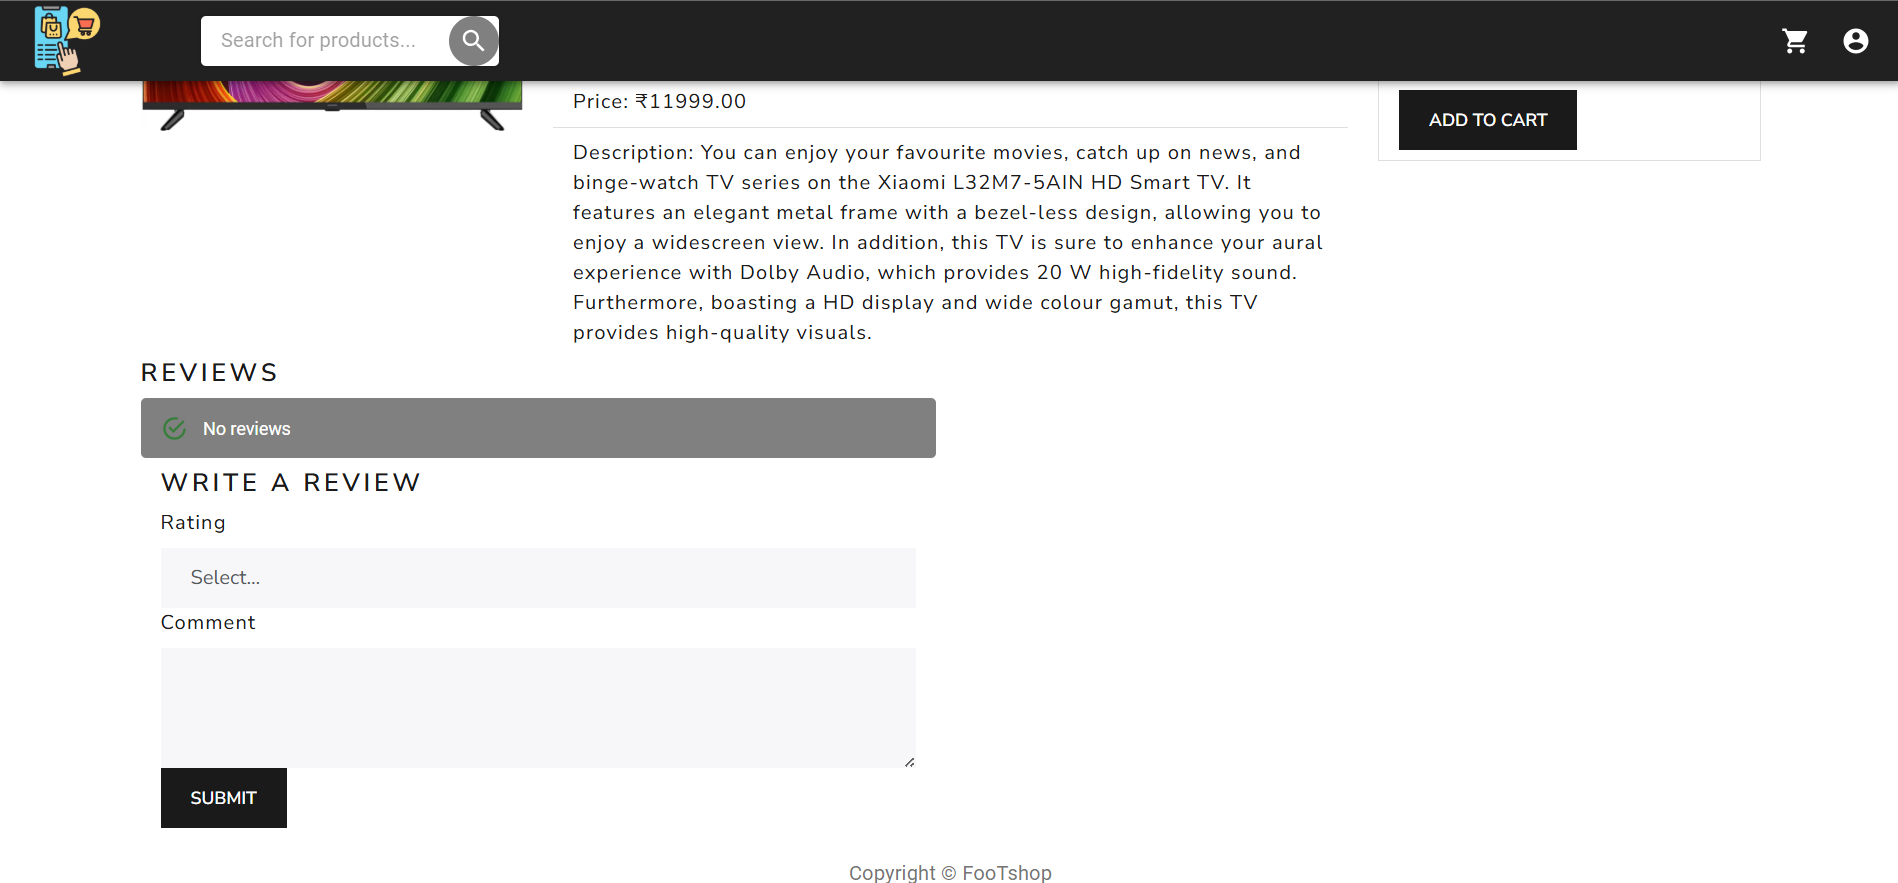 Search for products...
Price: ₹11999.00
ADD TO CART
Description: You can enjoy your favourite movies, catch up on news, and
binge-watch TV series on the Xiaomi L32M7-5AIN HD Smart TV. It
features an elegant metal frame with a bezel-less design, allowing you to
enjoy a widescreen view. In addition, this TV is sure to enhance your aural
experience with Dolby Audio, which provides 20 W high-fidelity sound.
Furthermore, boasting a HD display and wide colour gamut, this TV
provides high-quality visuals.
REVIEWS
No reviews
WRITE A REVIEW
Rating
Select...
Comment
SUBMIT
Copyright © FooTshop